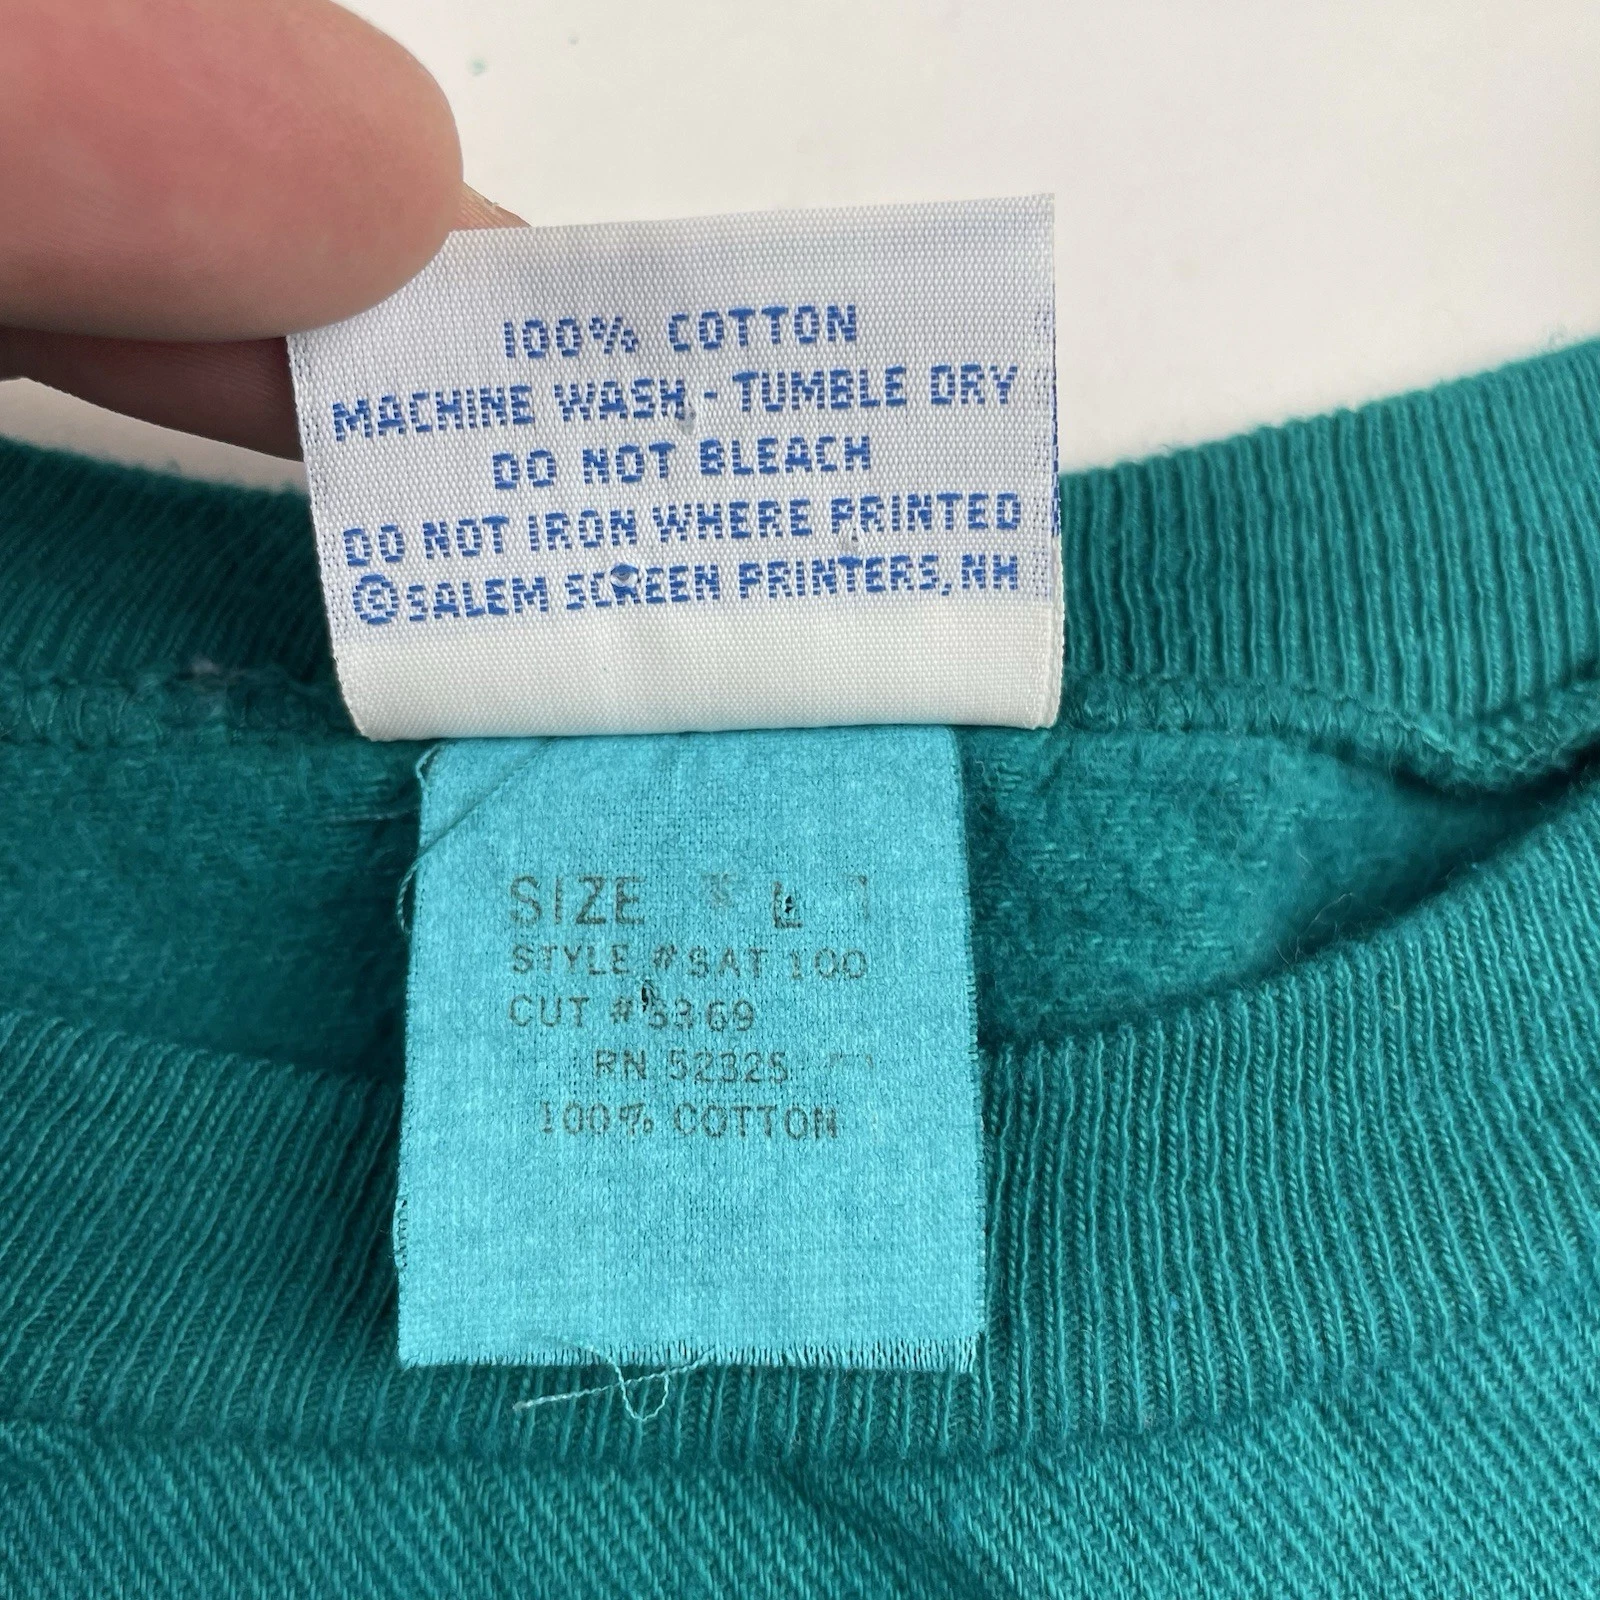 100% COTTON
MACHINE WASH - TUMBLE DRY
DO NOT BLEACH
DO NOT IRON WHERE PRINTED
©SALEM SCREEN PRINTERS, NH
SIZE L
STYLE #SAT 100
CUT #5369
RN 52325
100% COTTON